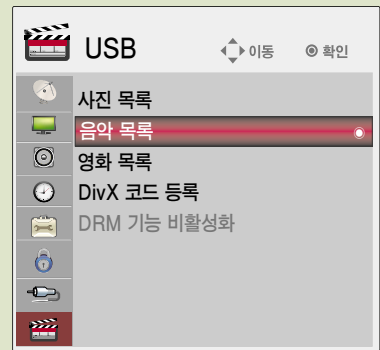 USB 이동 확인
사진 목록
음악 목록
영화 목록
DivX 코드 등록
DRM 기능 비활성화